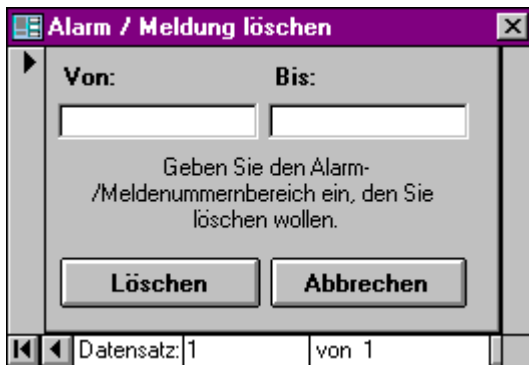 Alarm / Meldung löschen
Von: Bis:
Geben Sie den Alarm-
/Meldenummernbereich ein, den Sie
löschen wollen.
Löschen Abbrechen
Datensatz: 1 von 1